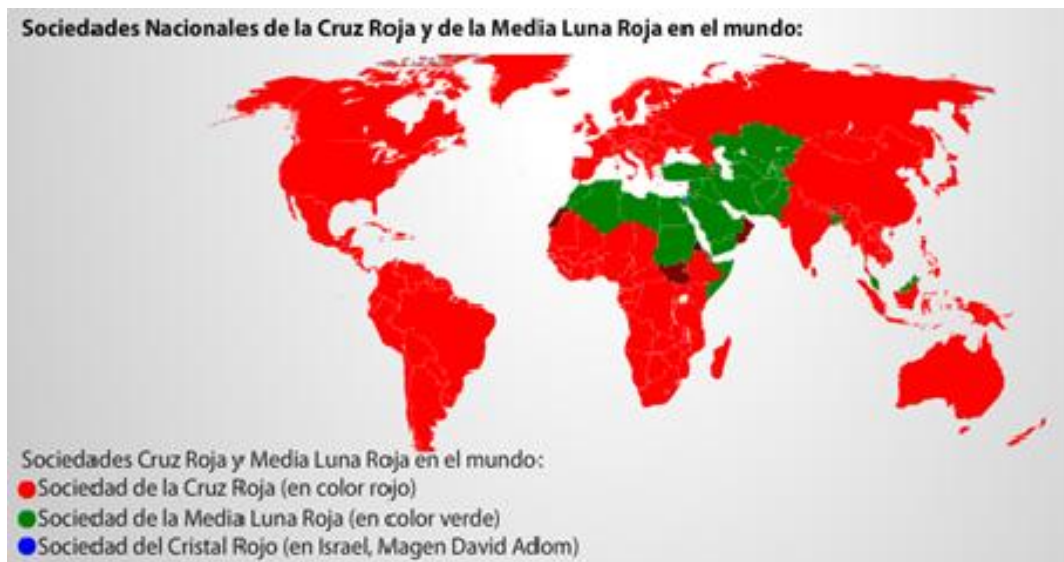 Sociedades Nacionales de la Cruz Roja y de la Media Luna Roja en el mundo:
Sociedades Cruz Roja y Media Luna Roja en el mundo:
Sociedad de la Cruz Roja (en color rojo)
Sociedad de la Media Luna Roja (en color verde)
Sociedad del Cristal Rojo (en Israel, Magen David Adom)